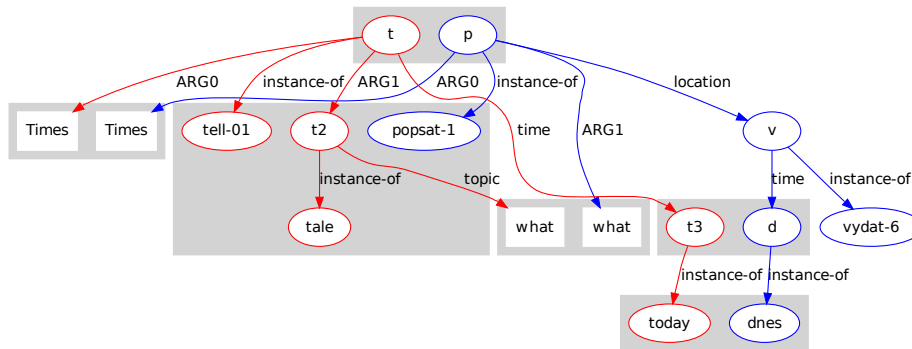 t p
ARG0 instance-of ARG1 ARG0 instance-of location
Times Times tell-01 t2 popsat-1 time ARG1 v
instance-of topic time instance-of
tale what what t3 d vydat-6
instance-of instance-of
today dnes